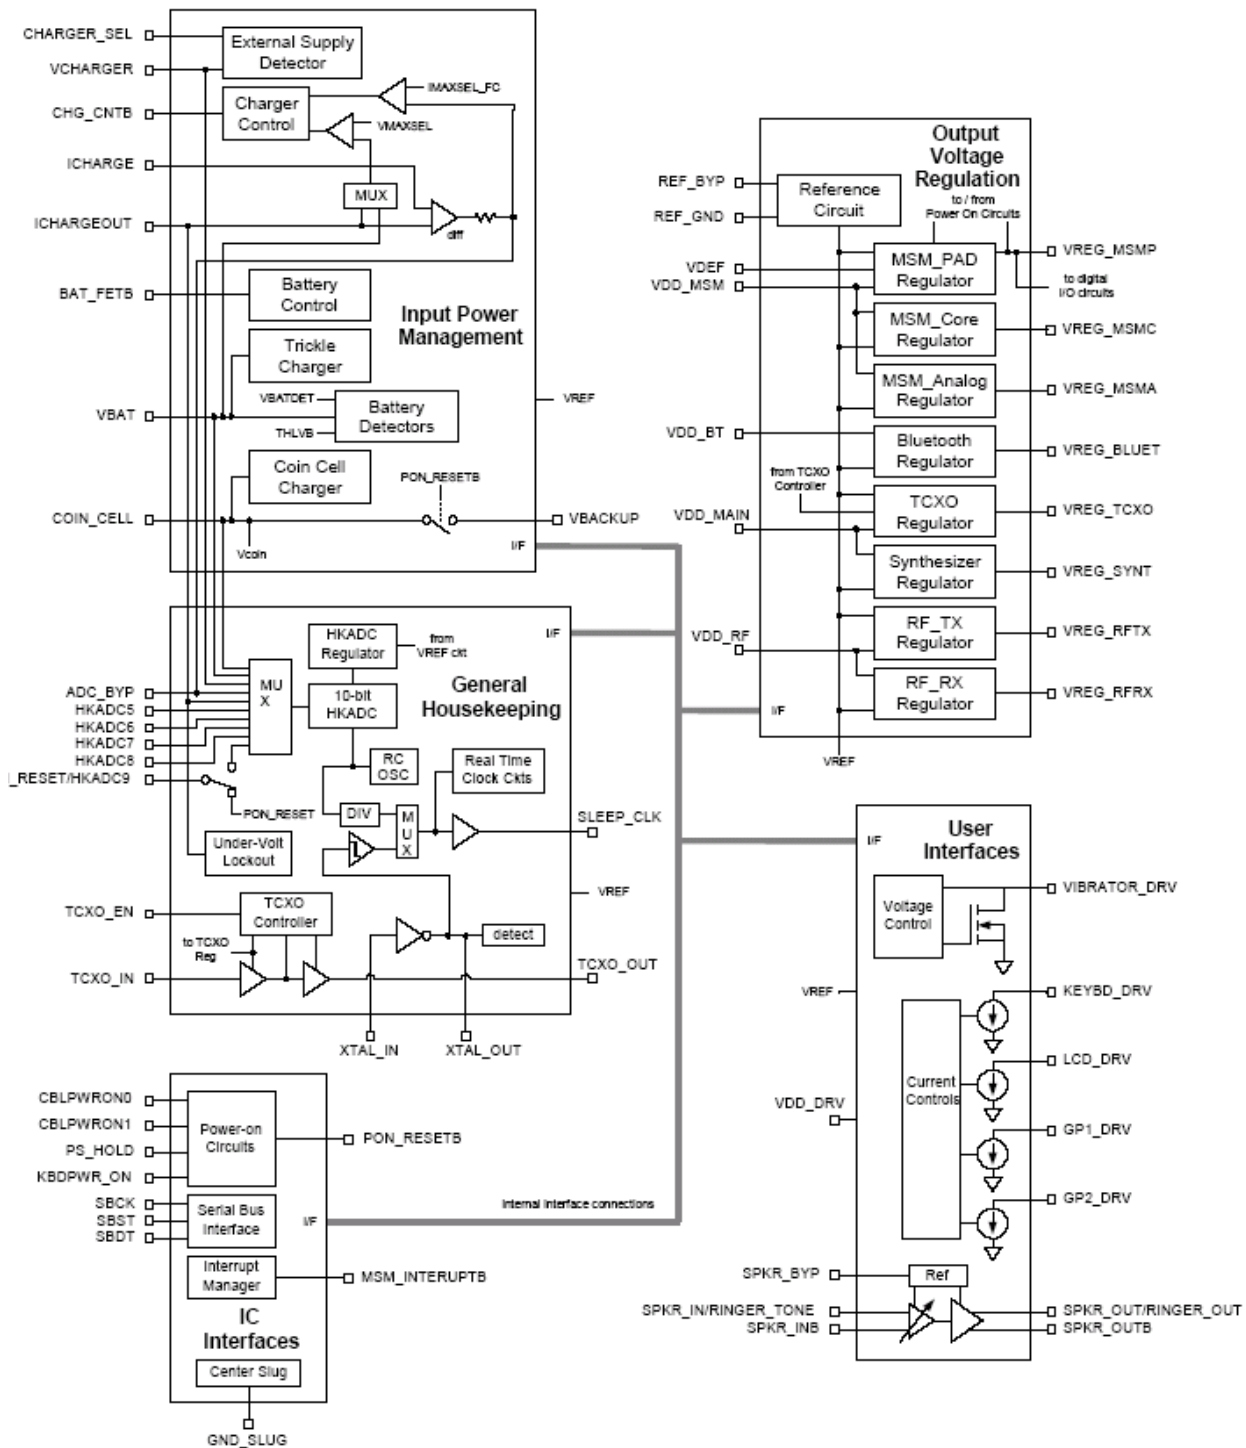 CHARGER_SEL
VCHARGER
CHG_CNTB
ICHARGE
ICHARGEOUT
BAT_FETB
VBAT
COIN_CELL
External Supply
Detector
Charger
Control
IMAXSEL_FC
VMAXSEL
MUX
diff
Battery
Control
Input Power
Management
Trickle
Charger
VBATDET
THLVB
Battery
Detectors
VREF
Coin Cell
Charger
PON_RESETB
Vcoin
VBACKUP
I/F
ADC_BYP
HKADC5
HKADC6
HKADC7
HKADC8
I_RESET/HKADC9
TCXO_EN
TCXO_IN
HKADC
Regulator
from
VREF ckt
I/F
MU
X
10-bit
HKADC
General
Housekeeping
RC
OSC
Real Time
Clock Ckts
PON_RESET
DIV
M
U
X
SLEEP_CLK
Under-Volt
Lockout
VREF
TCXO
Controller
to TCXO
Reg
detect
TCXO_OUT
XTAL_IN
XTAL_OUT
CBLPWRON0
CBLPWRON1
PS_HOLD
KBDPWR_ON
SBCK
SBST
SBDT
Power-on
Circuits
PON_RESETB
Serial Bus
Interface
I/F
Internal Interface connections
Interrupt
Manager
MSM_INTERUPTB
IC
Interfaces
Center Slug
GND_SLUG
Output
Voltage
Regulation
REF_BYP
REF_GND
VDEF
VDD_MSM
VDD_BT
VDD_MAIN
VDD_RF
Reference
Circuit
to / from
Power On Circuits
MSM_PAD
Regulator
VREG_MSMP
to digital
I/O circuits
MSM_Core
Regulator
VREG_MSMC
MSM_Analog
Regulator
VREG_MSMA
Bluetooth
Regulator
VREG_BLUET
from TCXO
Controller
TCXO
Regulator
VREG_TCXO
Synthesizer
Regulator
VREG_SYNT
RF_TX
Regulator
VREG_RFTX
RF_RX
Regulator
VREG_RFRX
I/F
VREF
I/F
User
Interfaces
Voltage
Control
VIBRATOR_DRV
VREF
KEYBD_DRV
LCD_DRV
Current
Controls
VDD_DRV
GP1_DRV
GP2_DRV
SPKR_BYP
Ref
SPKR_IN/RINGER_TONE
SPKR_INB
SPKR_OUT/RINGER_OUT
SPKR_OUTB